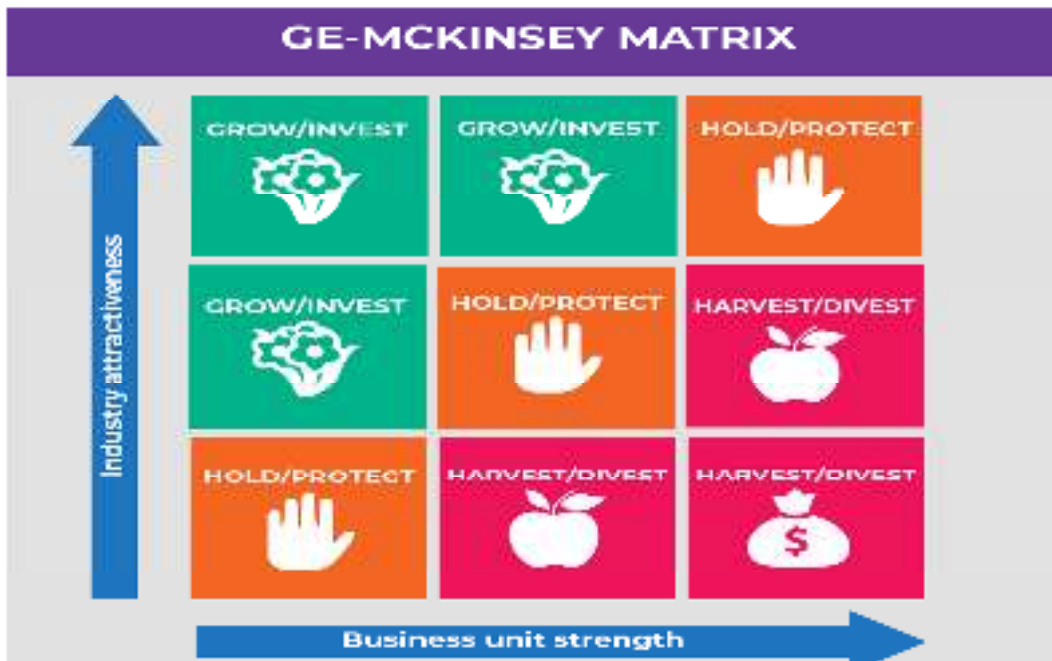 GE-MCKINSEY MATRIX
GROW/INVEST
GROW/INVEST
HOLD/PROTECT
GROW/INVEST
HOLD/PROTECT
HARVEST/DIVEST
HOLD/PROTECT
HARVEST/DIVEST
HARVEST/DIVEST
$
Industry attractiveness
Business unit strength